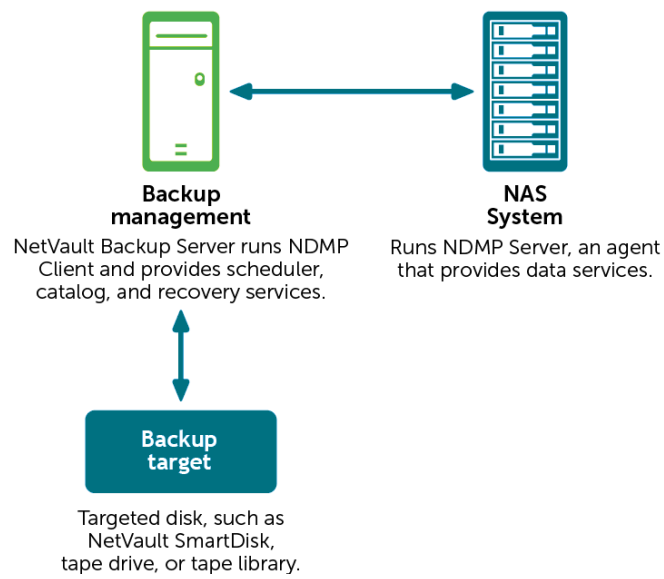 Backup
management
NetVault Backup Server runs NDMP
Client and provides scheduler,
catalog, and recovery services.
NAS
System
Runs NDMP Server, an agent
that provides data services.
Backup
target
Targeted disk, such as
NetVault SmartDisk,
tape drive, or tape library.